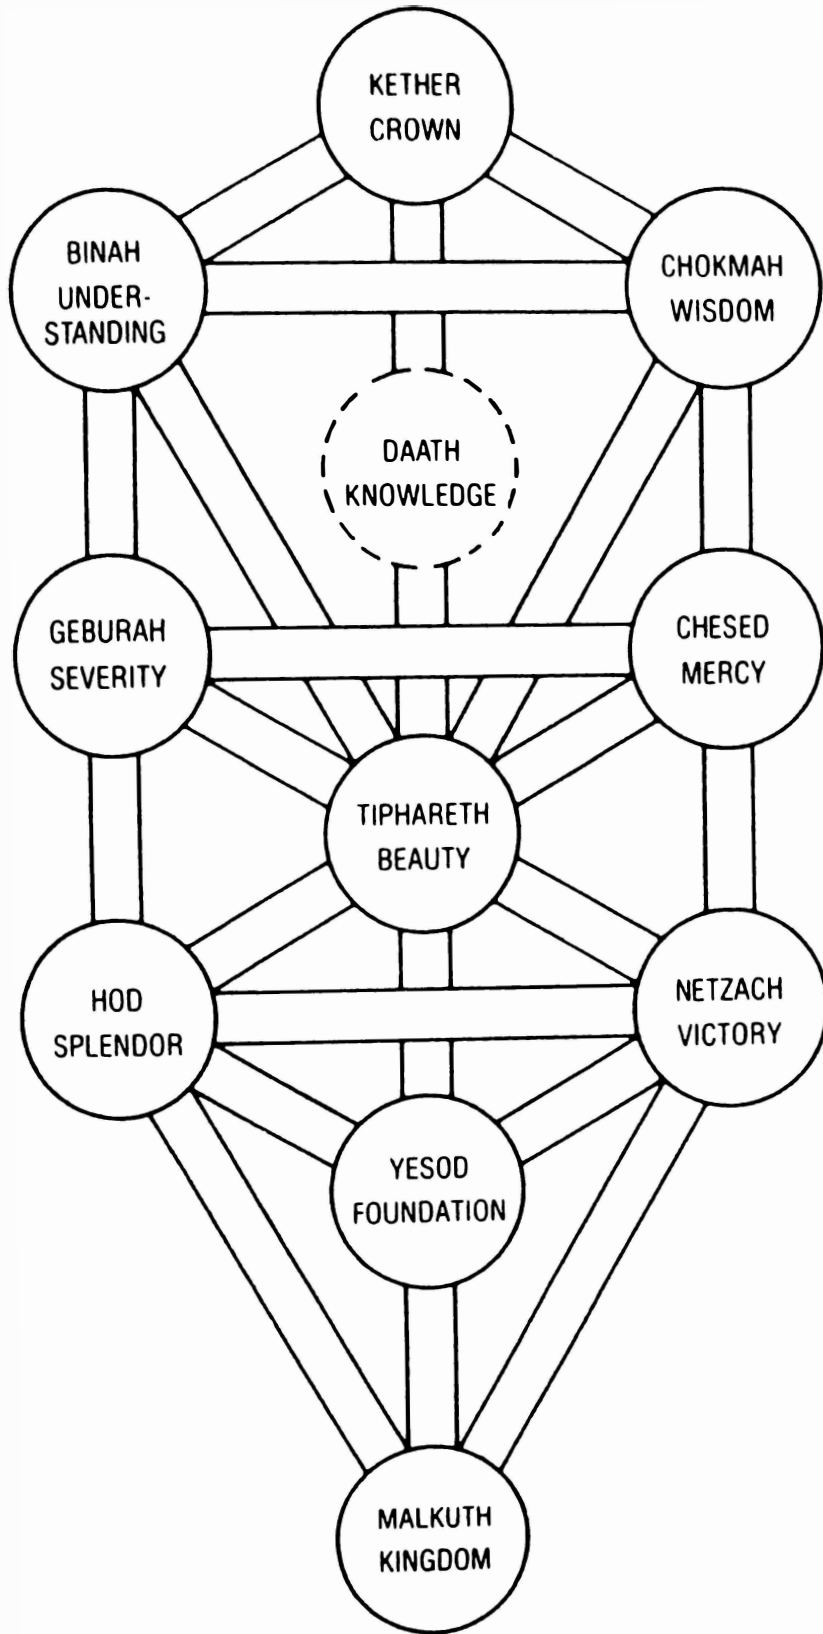 KETHER
CROWN
BINAH
UNDER-
STANDING
CHOKMAH
WISDOM
DAATH
KNOWLEDGE
GEBURAH
SEVERITY
CHESED
MERCY
TIPHARETH
BEAUTY
HOD
SPLENDOR
NETZACH
VICTORY
YESOD
FOUNDATION
MALKUTH
KINGDOM